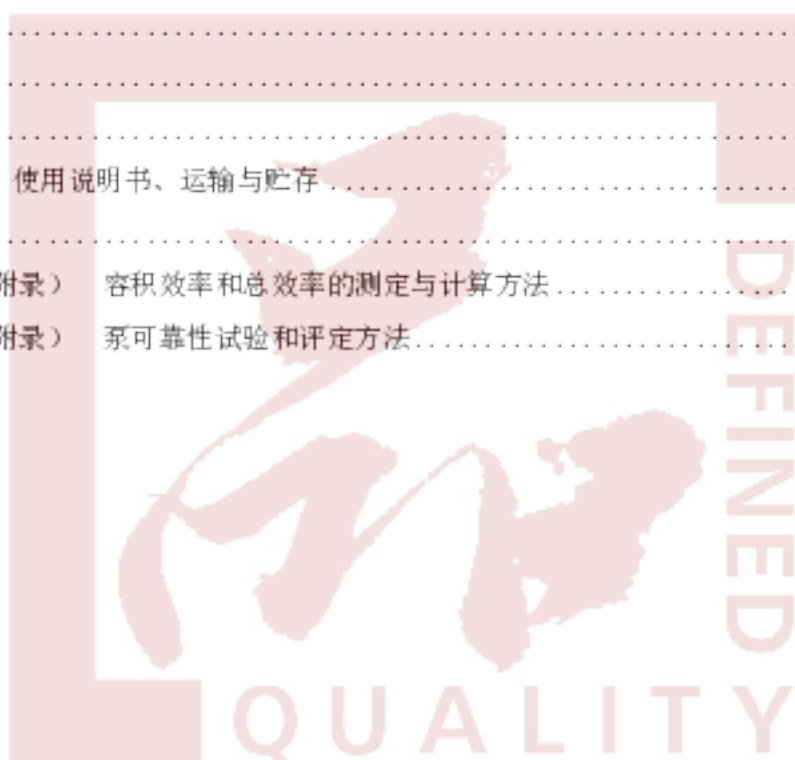 ................................................
................................................
................................................
使用说明书、运输与贮存................................
................................................
附录） 容积效率和总效率的测定与计算方法................
附录） 泵可靠性试验和评定方法..........................
DEFINED
QUALITY